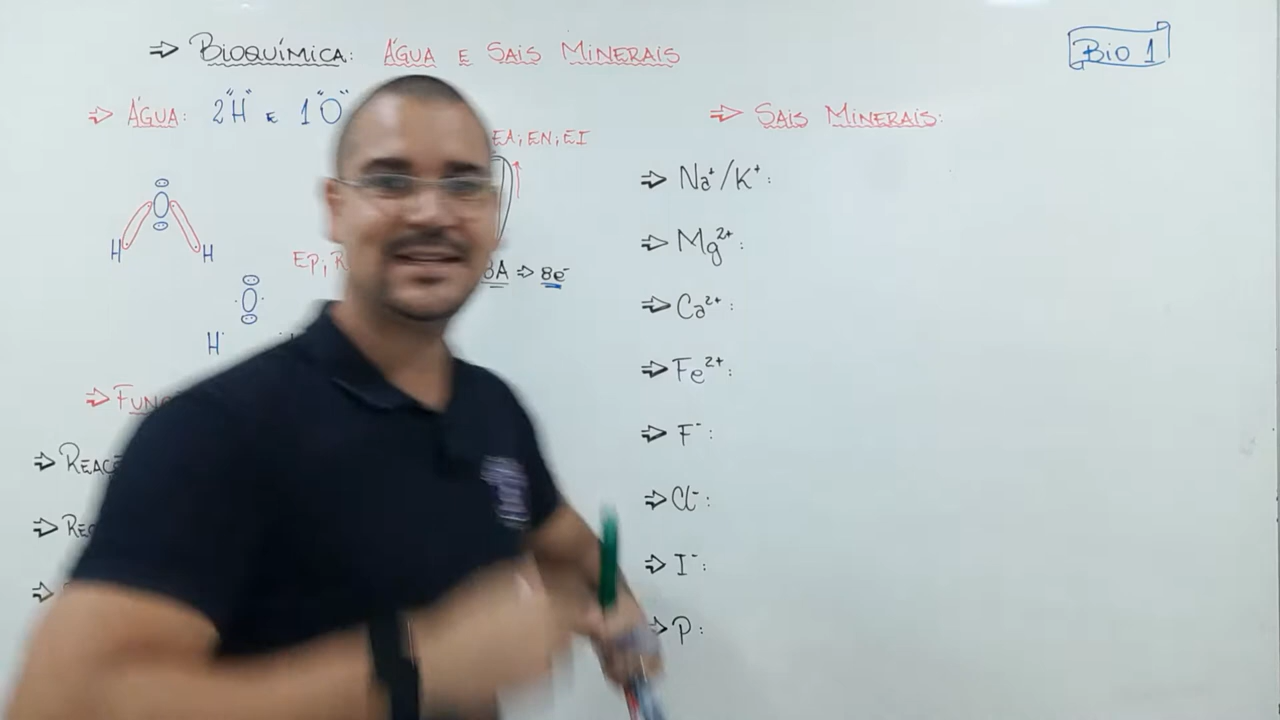 ⇒ BIOQUÍMICA: ÁGUA E SAIS MINERAIS
Bio 1
⇒ ÁGUA: 2"H" E 1"O"
EA; EN; EI
O
H H
EP;
8A ⇒ 8e⁻
O
H
⇒ SAIS MINERAIS:
⇒ Na⁺/K⁺:
⇒ Mg²⁺:
⇒ Ca²⁺:
⇒ Fe²⁺:
⇒ F⁻:
⇒ Cl⁻:
⇒ I⁻:
⇒ P: